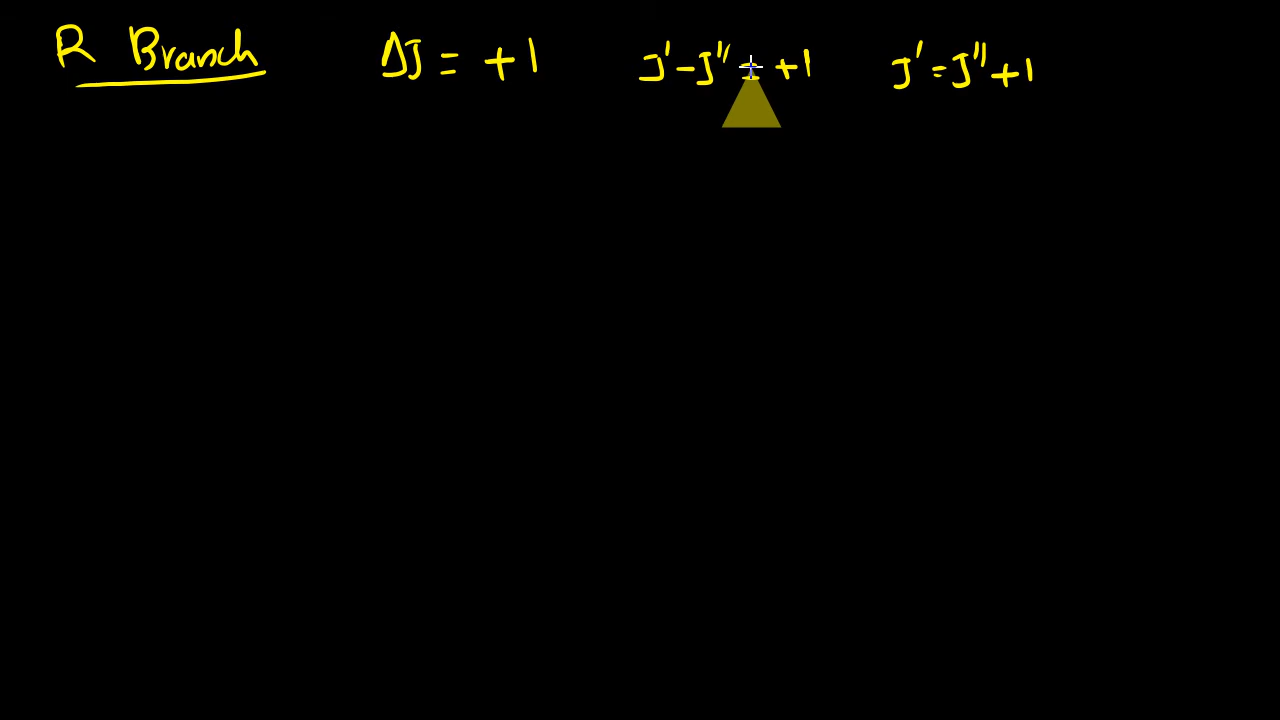 R Branch ΔJ = +1 J' - J" = +1 J' = J" + 1